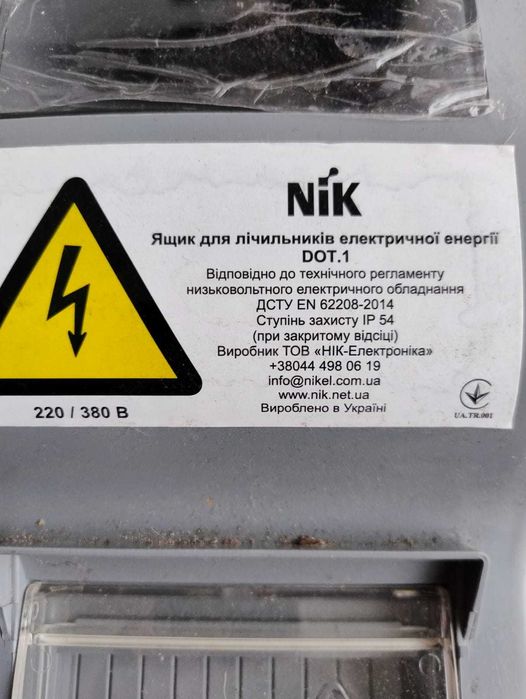 NiK
Ящик для лічильників електричної енергії
DOT.1
Відповідно до технічного регламенту
низьковольтного електричного обладнання
ДСТУ EN 62208-2014
Ступінь захисту IP 54
(при закритому відсіці)
Виробник ТОВ «НІК-Електроніка»
+38044 498 06 19
info@nikel.com.ua
www.nik.net.ua
Вироблено в Україні
220 / 380 В
UA.TR.001